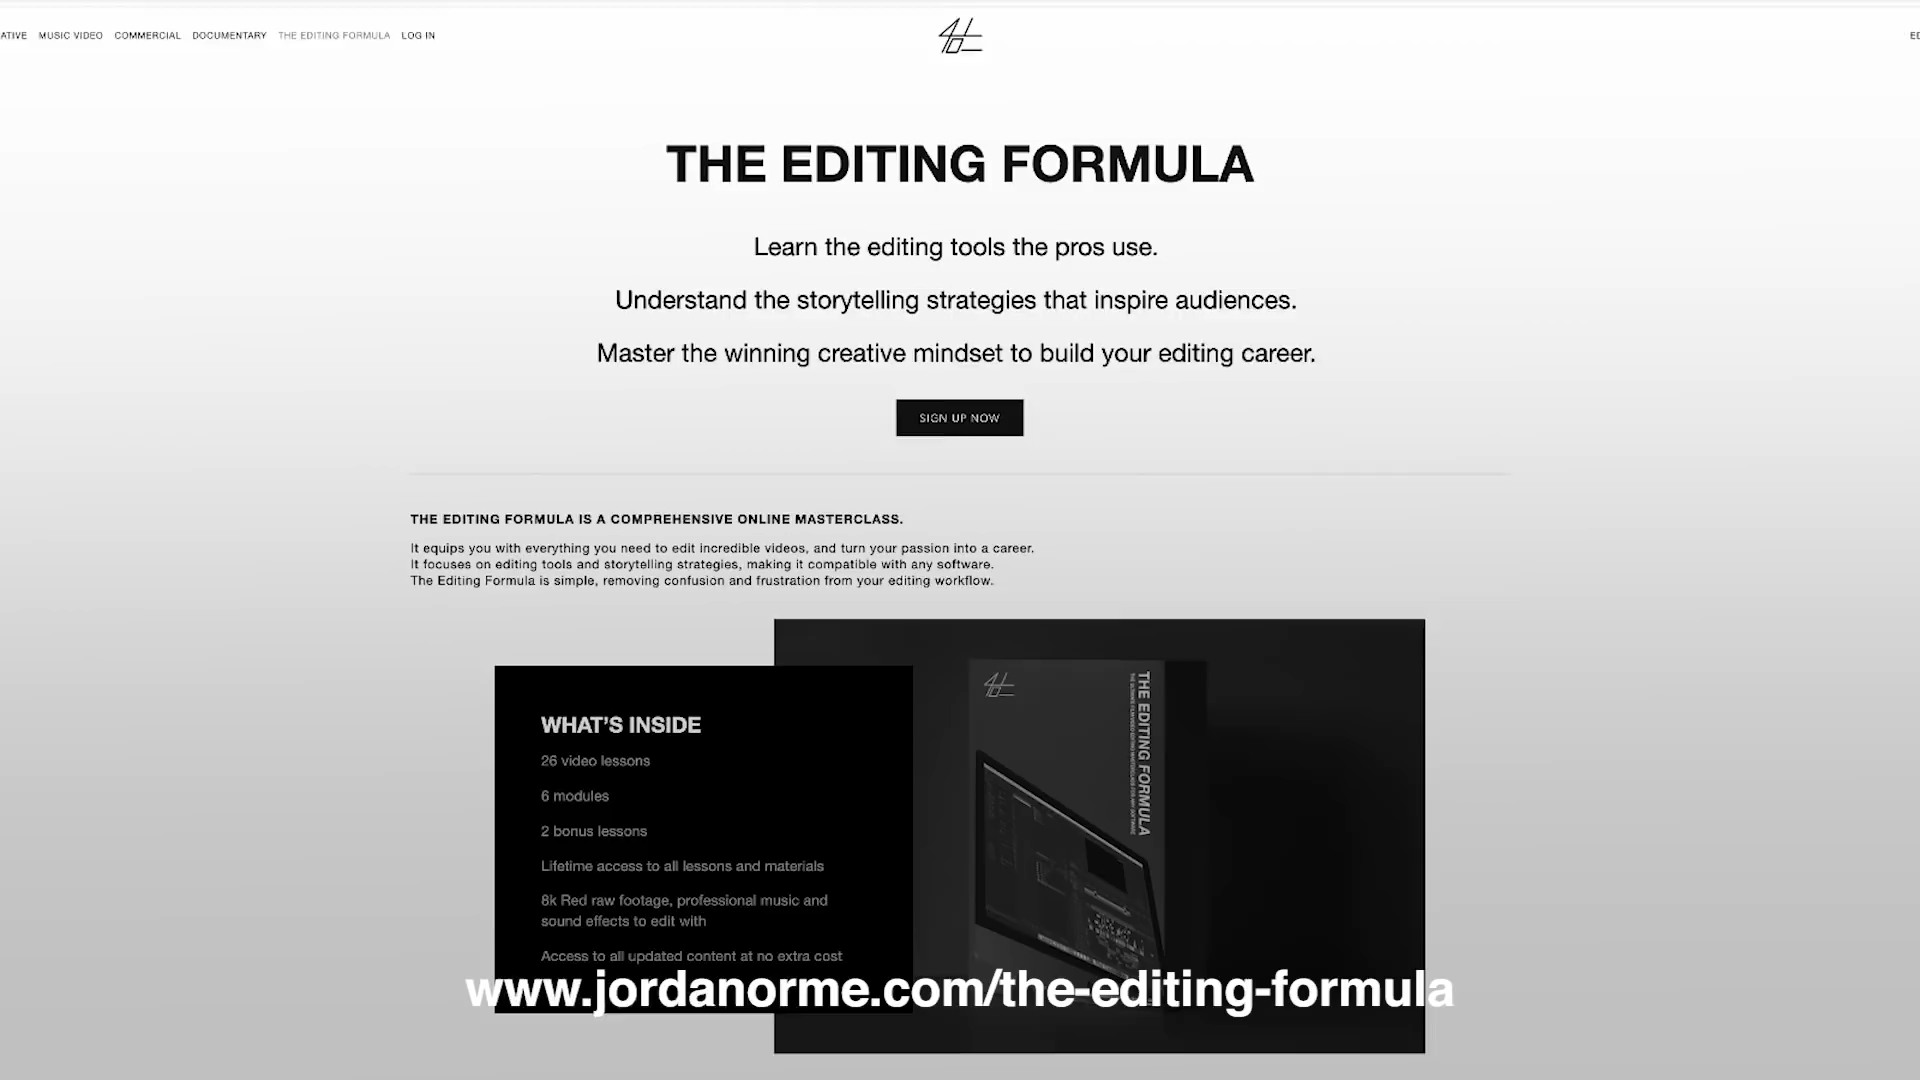 ATIVE MUSIC VIDEO COMMERCIAL DOCUMENTARY THE EDITING FORMULA LOG IN
ED
THE EDITING FORMULA
Learn the editing tools the pros use.
Understand the storytelling strategies that inspire audiences.
Master the winning creative mindset to build your editing career.
SIGN UP NOW
THE EDITING FORMULA IS A COMPREHENSIVE ONLINE MASTERCLASS.
It equips you with everything you need to edit incredible videos, and turn your passion into a career.
It focuses on editing tools and storytelling strategies, making it compatible with any software.
The Editing Formula is simple, removing confusion and frustration from your editing workflow.
WHAT'S INSIDE
26 video lessons
6 modules
2 bonus lessons
Lifetime access to all lessons and materials
8k Red raw footage, professional music and
sound effects to edit with
Access to all updated content at no extra cost
THE EDITING FORMULA
www.jordanorme.com/the-editing-formula